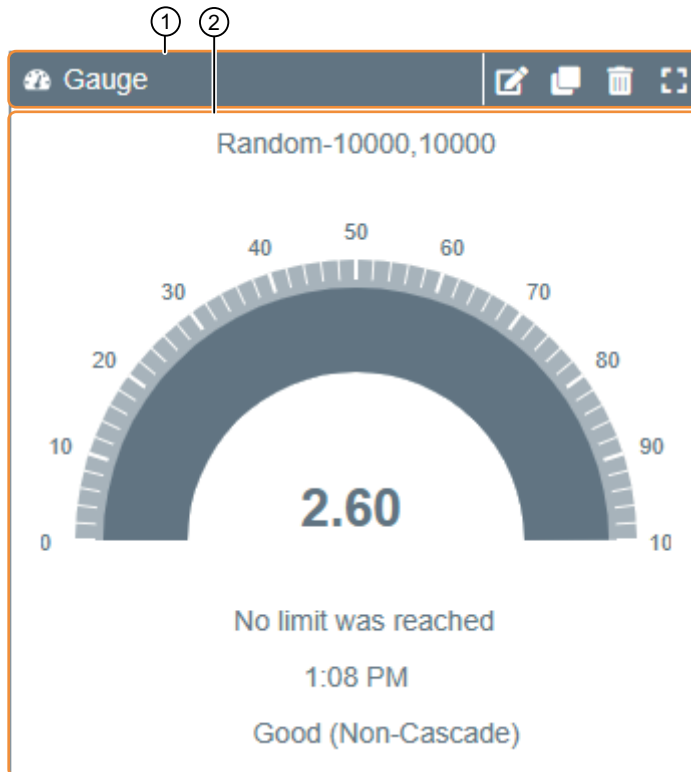 1 2
Gauge
Random-10000,10000
50
40 60
30 70
20 80
10 90
2.60
0 10
No limit was reached
1:08 PM
Good (Non-Cascade)